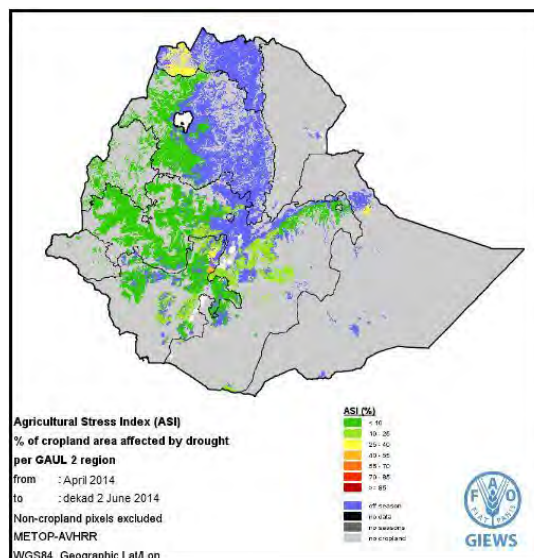 Agricultural Stress Index (ASI)
% of cropland area affected by drought
per GAUL 2 region
from : April 2014
to : dekad 2 June 2014
Non-cropland pixels excluded
METOP-AVHRR
WGS84, Geographic Lat/Lon
ASI (%)
< 10
10 - 25
25 - 40
40 - 55
55 - 70
70 - 85
>= 85
off season
no data
no seasons
no cropland
F A O
FIAT PANIS
GIEWS